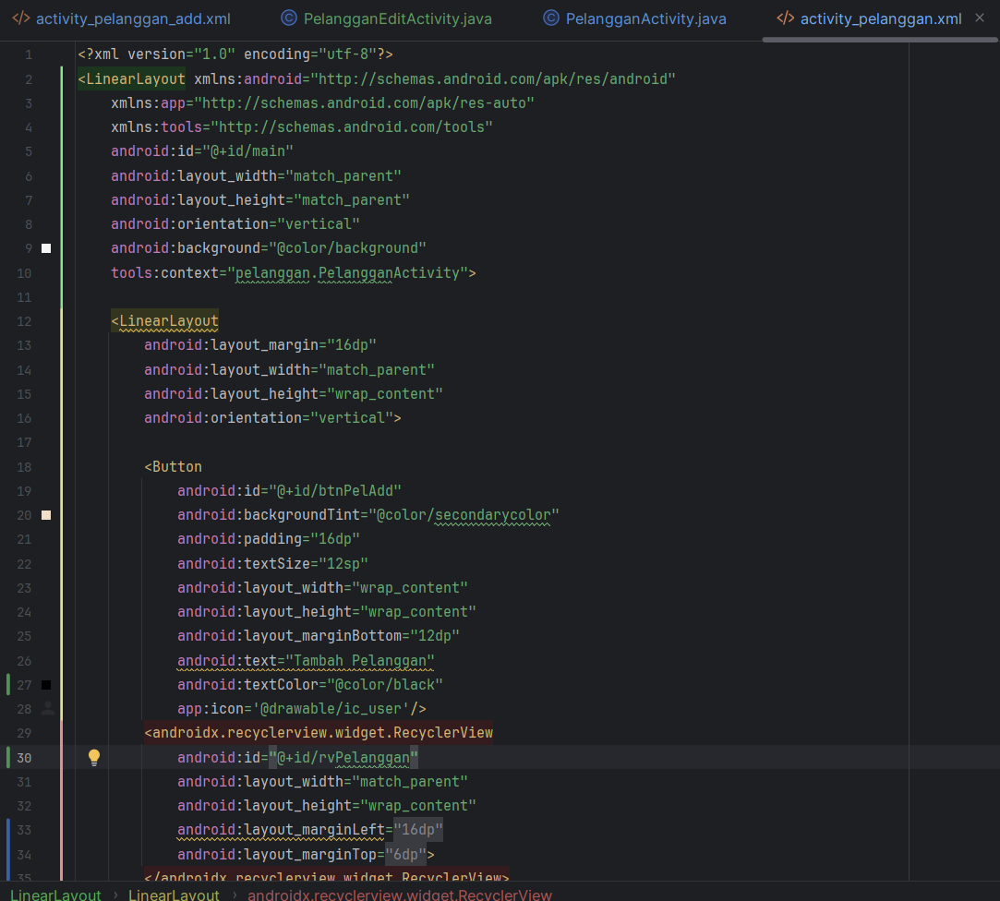 </> activity_pelanggan_add.xml © PelangganEditActivity.java © PelangganActivity.java </> activity_pelanggan.xml ×
1 <?xml version="1.0" encoding="utf-8"?>
2 <LinearLayout xmlns:android="http://schemas.android.com/apk/res/android"
3 xmlns:app="http://schemas.android.com/apk/res-auto"
4 xmlns:tools="http://schemas.android.com/tools"
5 android:id="@+id/main"
6 android:layout_width="match_parent"
7 android:layout_height="match_parent"
8 android:orientation="vertical"
9 android:background="@color/background"
10 tools:context="pelanggan.PelangganActivity">
11
12 <LinearLayout
13 android:layout_margin="16dp"
14 android:layout_width="match_parent"
15 android:layout_height="wrap_content"
16 android:orientation="vertical">
17
18 <Button
19 android:id="@+id/btnPelAdd"
20 android:backgroundTint="@color/secondarycolor"
21 android:padding="16dp"
22 android:textSize="12sp"
23 android:layout_width="wrap_content"
24 android:layout_height="wrap_content"
25 android:layout_marginBottom="12dp"
26 android:text="Tambah Pelanggan"
27 android:textColor="@color/black"
28 app:icon='@drawable/ic_user'/>
29 <androidx.recyclerview.widget.RecyclerView
30 android:id="@+id/rvPelanggan"
31 android:layout_width="match_parent"
32 android:layout_height="wrap_content"
33 android:layout_marginLeft="16dp"
34 android:layout_marginTop="6dp">
35 </androidx.recyclerview.widget.RecyclerView>
LinearLayout › LinearLayout › androidx.recyclerview.widget.RecyclerView